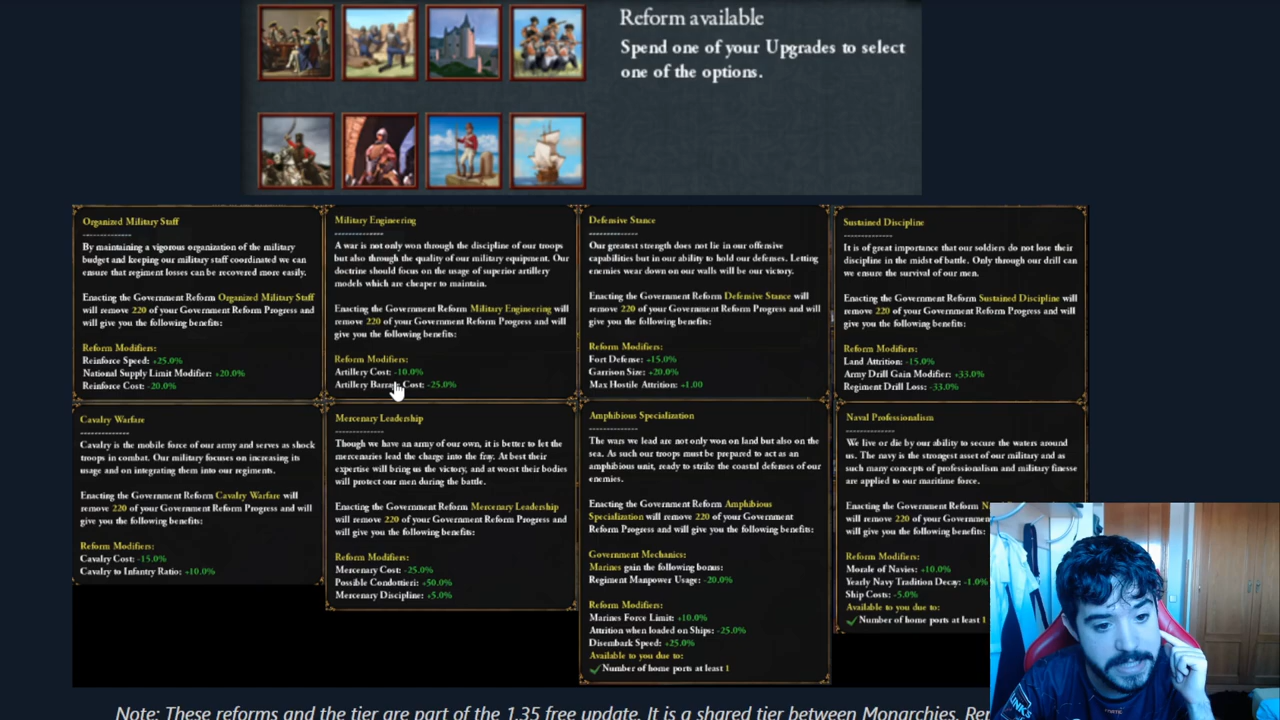 Reform available
Spend one of your Upgrades to select
one of the options.
Organized Military Staff
--------------
By maintaining a vigorous organization of the military
budget and keeping our military staff coordinated we can
ensure that regiment losses can be recovered more easily.
Enacting the Government Reform Organized Military Staff
will remove 220 of your Government Reform Progress and
will give you the following benefits:
Reform Modifiers:
Reinforce Speed: +25.0%
National Supply Limit Modifier: +20.0%
Reinforce Cost: -20.0%
Military Engineering
--------------
A war is not only won through the discipline of our troops
but also through the quality of our military equipment. Our
doctrine should focus on the usage of superior artillery
models which are cheaper to maintain.
Enacting the Government Reform Military Engineering will
remove 220 of your Government Reform Progress and will
give you the following benefits:
Reform Modifiers:
Artillery Cost: -10.0%
Artillery Cost: -25.0%
Defensive Stance
--------------
Our greatest strength does not lie in our offensive
capabilities but in our ability to hold our defenses. Letting
enemies wear down on our walls will be our victory.
Enacting the Government Reform Defensive Stance will
remove 220 of your Government Reform Progress and will
give you the following benefits:
Reform Modifiers:
Fort Defense: +15.0%
Garrison Size: +20.0%
Max Hostile Attrition: +1.00
Sustained Discipline
--------------
It is of great importance that our soldiers do not lose their
discipline in the midst of battle. Only through our drill can
we ensure the survival of our men.
Enacting the Government Reform Sustained Discipline will
remove 220 of your Government Reform Progress and will
give you the following benefits:
Reform Modifiers:
Land Attrition: -15.0%
Army Drill Gain Modifier: +33.0%
Regiment Drill Loss: -33.0%
Cavalry Warfare
--------------
Cavalry is the mobile force of our army and serves as shock
troops in combat. Our military focuses on increasing its
usage and on integrating them into our regiments.
Enacting the Government Reform Cavalry Warfare will
remove 220 of your Government Reform Progress and will
give you the following benefits:
Reform Modifiers:
Cavalry Cost: -15.0%
Cavalry to Infantry Ratio: +10.0%
Mercenary Leadership
--------------
Though we have an army of our own, it is better to let the
mercenaries lead the charge into the fray. At best their
expertise will bring us the victory, and at worst their bodies
will protect our men during the battle.
Enacting the Government Reform Mercenary Leadership
will remove 220 of your Government Reform Progress and
will give you the following benefits:
Reform Modifiers:
Mercenary Cost: -25.0%
Possible Condottieri: +50.0%
Mercenary Discipline: +5.0%
Amphibious Specialization
--------------
The wars we lead are not only won on land but also on the
sea. As such our troops must be prepared to act as an
amphibious unit, ready to strike the coastal defenses of our
enemies.
Enacting the Government Reform Amphibious
Specialization will remove 220 of your Government
Reform Progress and will give you the following benefits:
Government Mechanics:
Marines gain the following bonus:
Regiment Manpower Usage: -20.0%
Reform Modifiers:
Marines Force Limit: +10.0%
Attrition when loaded on Ships: -25.0%
Disembark Speed: +25.0%
Available to you due to:
Number of home ports at least 1
Naval Professionalism
--------------
We live or die by our ability to secure the waters around
us. The navy is the strongest asset of our military and as
such many concepts of professionalism and military finesse
are applied to our maritime force.
Enacting the Government Reform
will remove 220 of your Government
will give you the following benefits:
Reform Modifiers:
Morale of Navies: +10.0%
Yearly Navy Tradition Decay: -1.0%
Ship Costs: -5.0%
Available to you due to:
Number of home ports at least 1
Note: These reforms and the tier are part of the 1.35 free update. It is a shared tier between Monarchies,